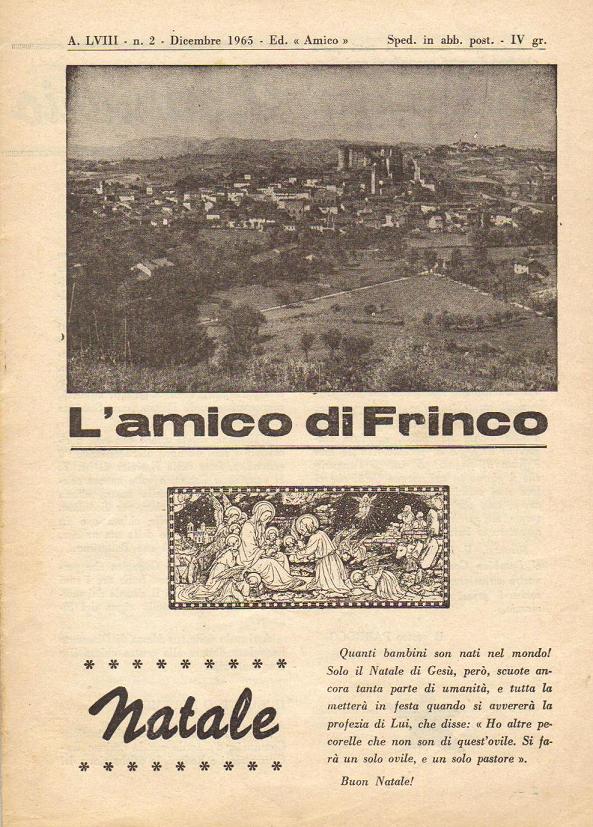 A. LVIII - n. 2 - Dicembre 1965 - Ed. « Amico » Sped. in abb. post. - IV gr.
L'amico di Frinco
* * * * * * * * *
Natale
* * * * * * * * *
Quanti bambini son nati nel mondo!
Solo il Natale di Gesù, però, scuote an-
cora tanta parte di umanità, e tutta la
metterà in festa quando si avvererà la
profezia di Lui, che disse: « Ho altre pe-
corelle che non son di quest'ovile. Si fa-
rà un solo ovile, e un solo pastore ».
Buon Natale!